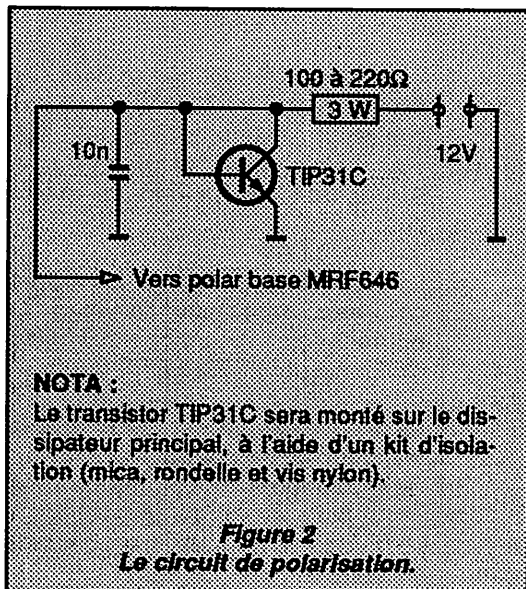 100 à 220Ω
3 W
10n
12V
TIP31C
Vers polar base MRF646
NOTA :
Le transistor TIP31C sera monté sur le dis-
sipateur principal, à l'aide d'un kit d'isola-
tion (mica, rondelle et vis nylon).
Figure 2
Le circuit de polarisation.